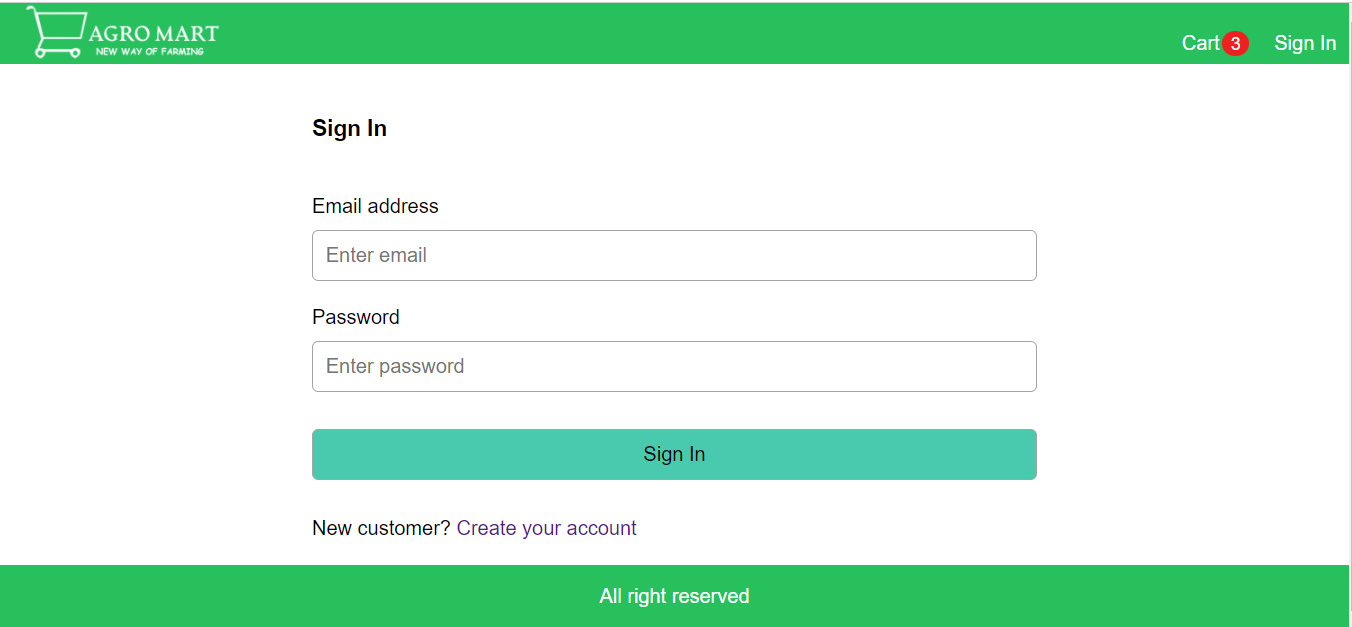 AGRO MART
NEW WAY OF FARMING
Cart 3 Sign In
Sign In
Email address
Enter email
Password
Enter password
Sign In
New customer? Create your account
All right reserved